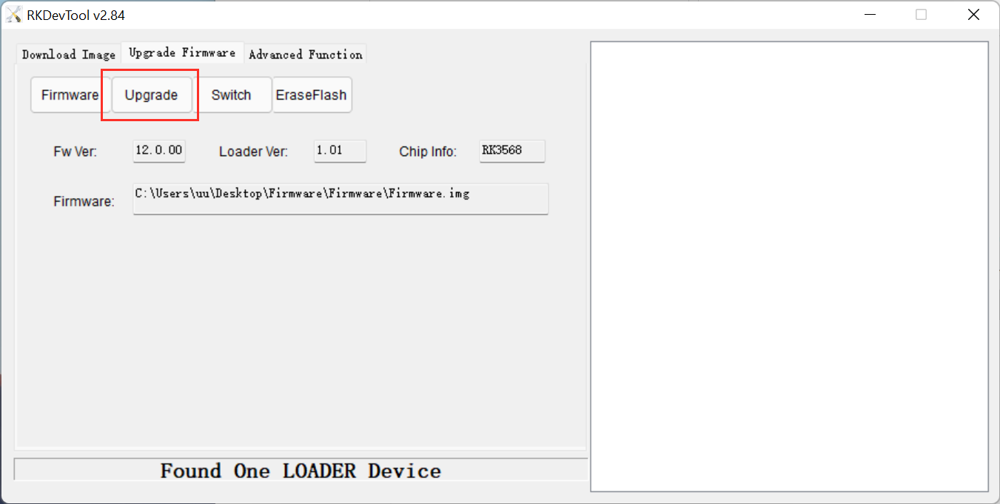 RKDevTool v2.84
Download Image Upgrade Firmware Advanced Function
Firmware Upgrade Switch EraseFlash
Fw Ver: 12.0.00 Loader Ver: 1.01 Chip Info: RK3568
Firmware: C:\Users\uu\Desktop\Firmware\Firmware\Firmware.img
Found One LOADER Device